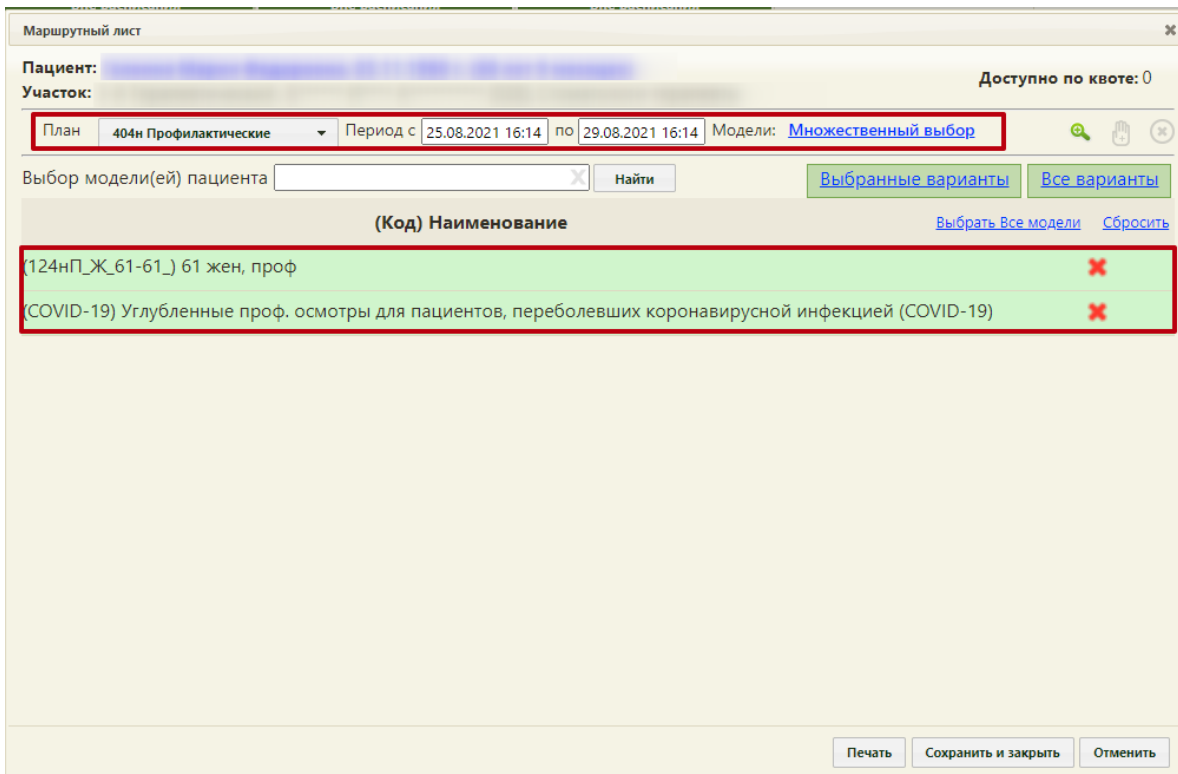 Маршрутный лист
Пациент:
Участок:
Доступно по квоте: 0
План 404н Профилактические Период с 25.08.2021 16:14 по 29.08.2021 16:14 Модели: Множественный выбор
Выбор модели(ей) пациента X Найти Выбранные варианты Все варианты
(Код) Наименование Выбрать Все модели Сбросить
(124нП_Ж_61-61_) 61 жен, проф
(COVID-19) Углубленные проф. осмотры для пациентов, переболевших коронавирусной инфекцией (COVID-19)
Печать Сохранить и закрыть Отменить